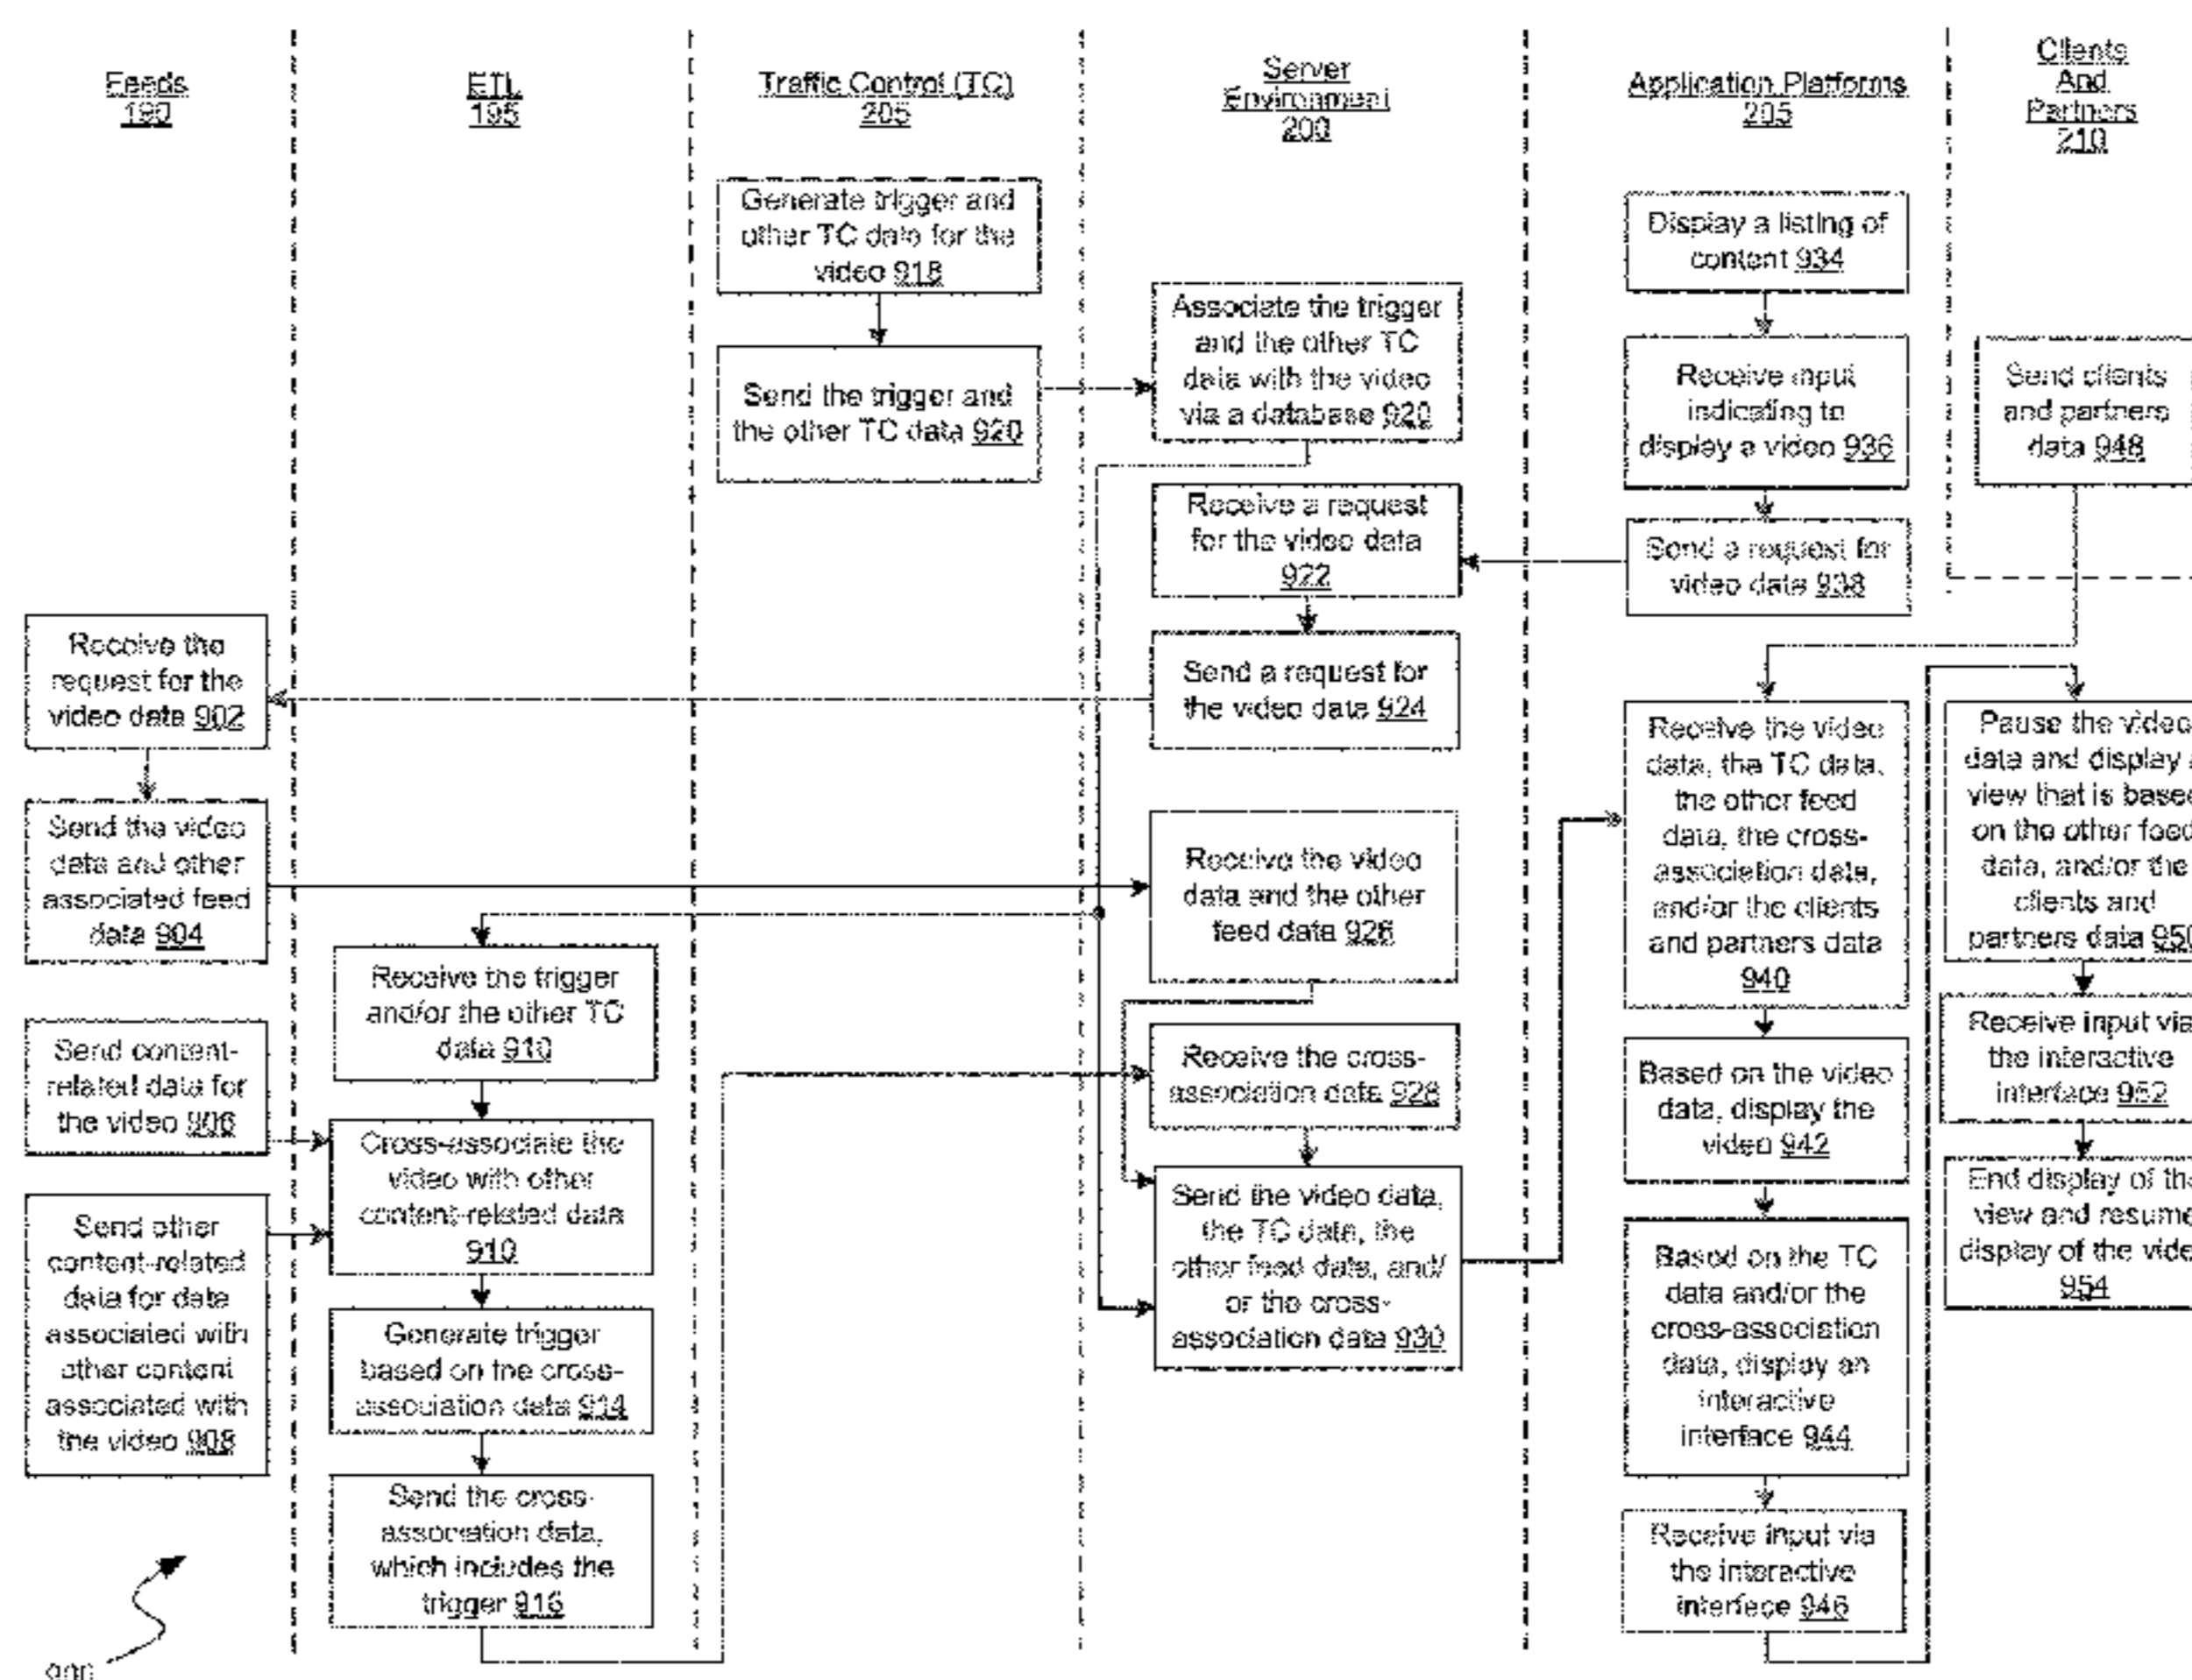 Feeds
190
ETL
195
Traffic Control (TC)
205
Server
Environment
200
Application Platforms
205
Clients
And
Partners
210
Generate trigger and
other TC data for the
video 918
Send the trigger and
the other TC data 920
Associate the trigger
and the other TC
data with the video
via a database 920
Receive a request
for the video data
922
Send a request for
the video data 924
Display a listing of
content 934
Receive input
indicating to
display a video 936
Send a request for
video data 938
Send clients
and partners
data 948
Receive the
request for the
video data 902
Send the video
data and other
associated feed
data 904
Send content-
related data for
the video 906
Send other
content-related
data for data
associated with
other content
associated with
the video 908
Receive the trigger
and/or the other TC
data 910
Cross-associate the
video with other
content-related data
910
Generate trigger
based on the cross-
association data 914
Send the cross-
association data,
which includes the
trigger 916
Receive the video
data and the other
feed data 926
Receive the cross-
association data 928
Send the video data,
the TC data, the
other feed data, and/
or the cross-
association data 930
Receive the video
data, the TC data,
the other feed
data, the cross-
association data,
and/or the clients
and partners data
940
Based on the video
data, display the
video 942
Based on the TC
data and/or the
cross-association
data, display an
interactive
interface 944
Receive input via
the interactive
interface 946
Pause the video
data and display
view that is based
on the other feed
data, and/or the
clients and
partners data 950
Receive input via
the interactive
interface 952
End display of the
view and resume
display of the video
954